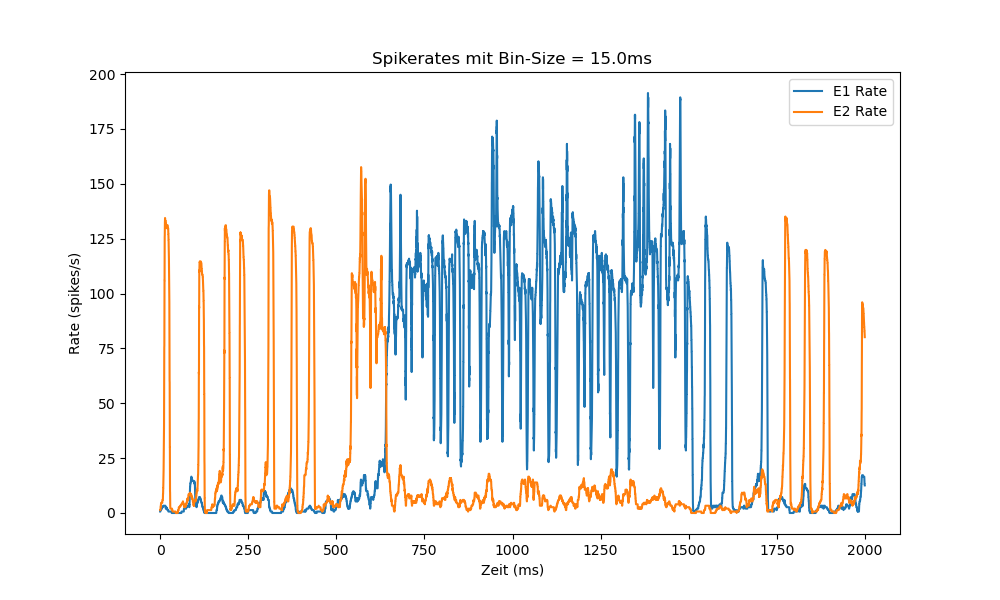 Spikerates mit Bin-Size = 15.0ms
E1 Rate
E2 Rate
200
175
150
125
100
75
50
25
0
Rate (spikes/s)
0 250 500 750 1000 1250 1500 1750 2000
Zeit (ms)